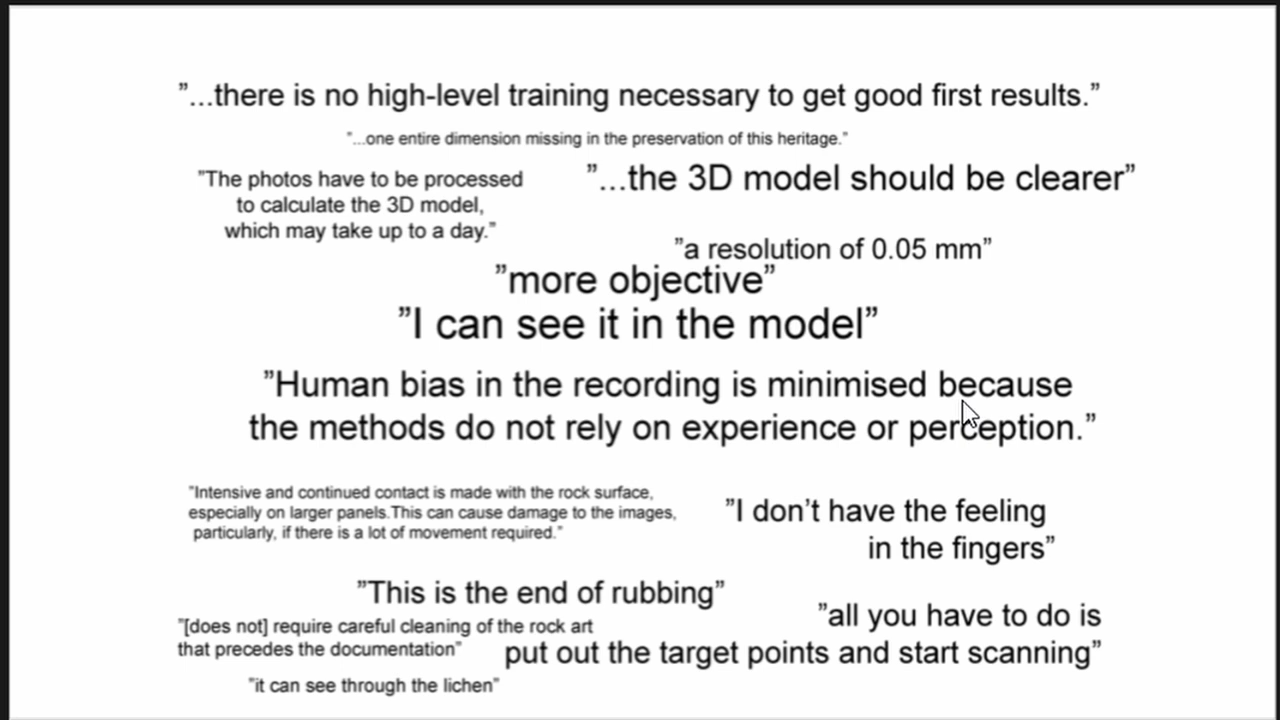 ”...there is no high-level training necessary to get good first results.”
”...one entire dimension missing in the preservation of this heritage.”
”The photos have to be processed
to calculate the 3D model,
which may take up to a day.”
”...the 3D model should be clearer”
”a resolution of 0.05 mm”
”more objective”
”I can see it in the model”
”Human bias in the recording is minimised because
the methods do not rely on experience or perception.”
”Intensive and continued contact is made with the rock surface,
especially on larger panels.This can cause damage to the images,
particularly, if there is a lot of movement required.”
”I don’t have the feeling
in the fingers”
”This is the end of rubbing”
”[does not] require careful cleaning of the rock art
that precedes the documentation”
”all you have to do is
put out the target points and start scanning”
”it can see through the lichen”